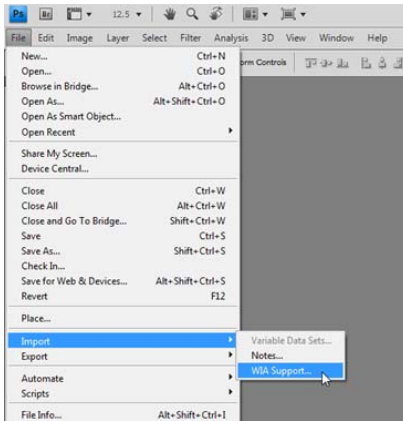 Ps Br 12.5
File Edit Image Layer Select Filter Analysis 3D View Window Help
New... Ctrl+N
orm Controls
Open... Ctrl+O
Browse in Bridge... Alt+Ctrl+O
Open As... Alt+Shift+Ctrl+O
Open As Smart Object...
Open Recent
Share My Screen...
Device Central...
Close Ctrl+W
Close All Alt+Ctrl+W
Close and Go To Bridge... Shift+Ctrl+W
Save Ctrl+S
Save As... Shift+Ctrl+S
Check In...
Save for Web & Devices... Alt+Shift+Ctrl+S
Revert F12
Place...
Import
Variable Data Sets...
Export
Notes...
WIA Support...
Automate
Scripts
File Info... Alt+Shift+Ctrl+I